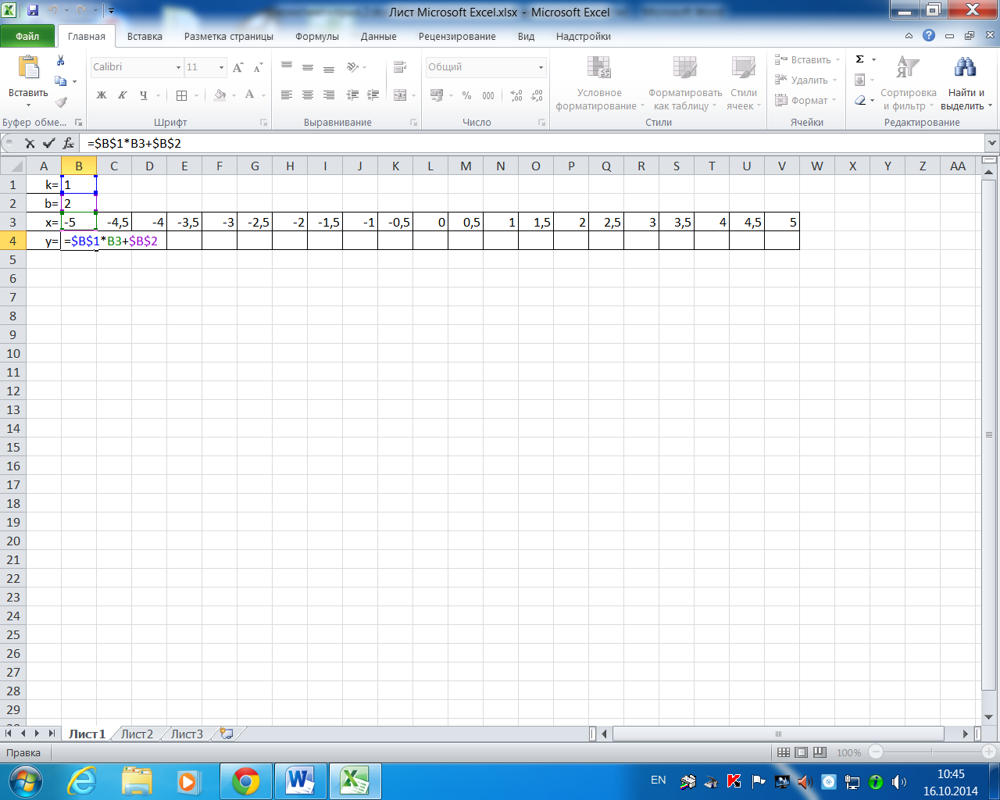 Лист Microsoft Excel.xlsx - Microsoft Excel
Файл Главная Вставка Разметка страницы Формулы Данные Рецензирование Вид Надстройки
Calibri 11 Общий Вставить Σ
Вставить Ж К Ч А % 000 Условное форматирование Форматировать как таблицу Стили ячеек Удалить Формат Сортировка и фильтр Найти и выделить
Буфер обме... Шрифт Выравнивание Число Стили Ячейки Редактирование
fx =$B$1*B3+$B$2
A B C D E F G H I J K L M N O P Q R S T U V W X Y Z AA
1 k= 1
2 b= 2
3 x= -5 -4,5 -4 -3,5 -3 -2,5 -2 -1,5 -1 -0,5 0 0,5 1 1,5 2 2,5 3 3,5 4 4,5 5
4 y= =$B$1*B3+$B$2
5
6
7
8
9
10
11
12
13
14
15
16
17
18
19
20
21
22
23
24
25
26
27
28
29
Лист1 Лист2 Лист3
Правка 100%
EN 10:45
16.10.2014